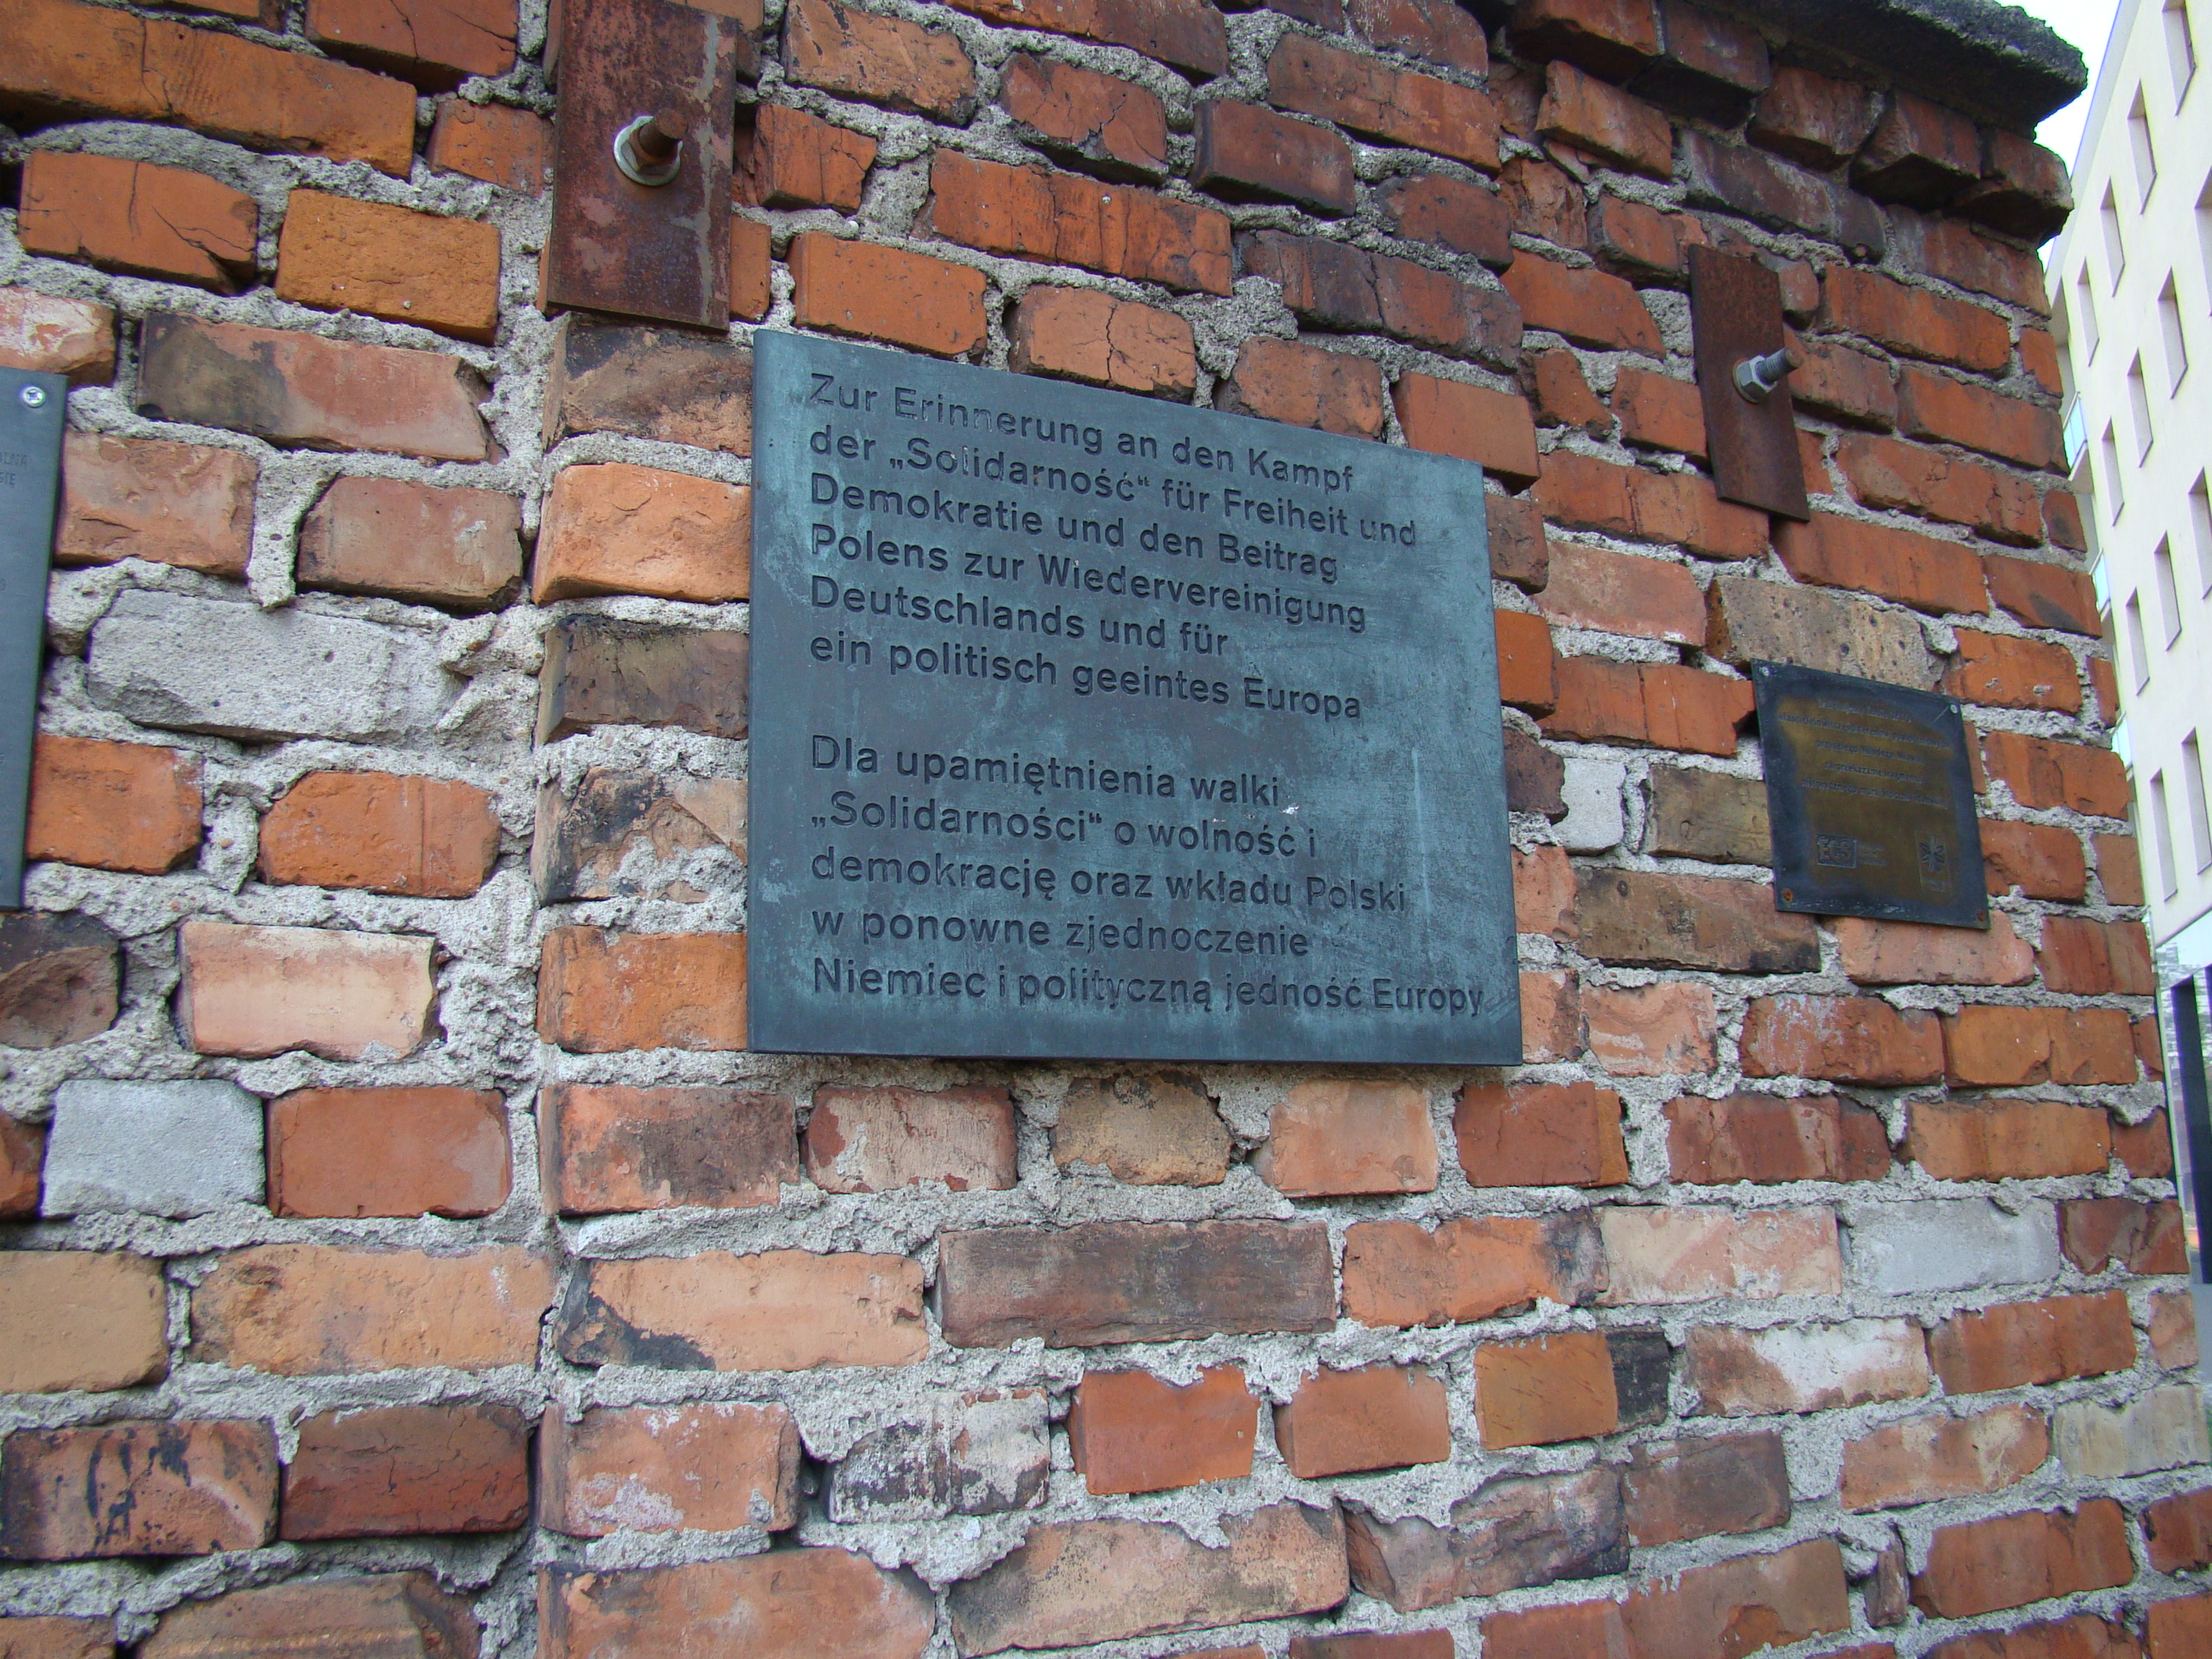 Zur Erinnerung an den Kampf
der „Solidarność“ für Freiheit und
Demokratie und den Beitrag
Polens zur Wiedervereinigung
Deutschlands und für
ein politisch geeintes Europa
Dla upamiętnienia walki
„Solidarności“ o wolność i
demokrację oraz wkładu Polski
w ponowne zjednoczenie
Niemiec i polityczną jedność Europy